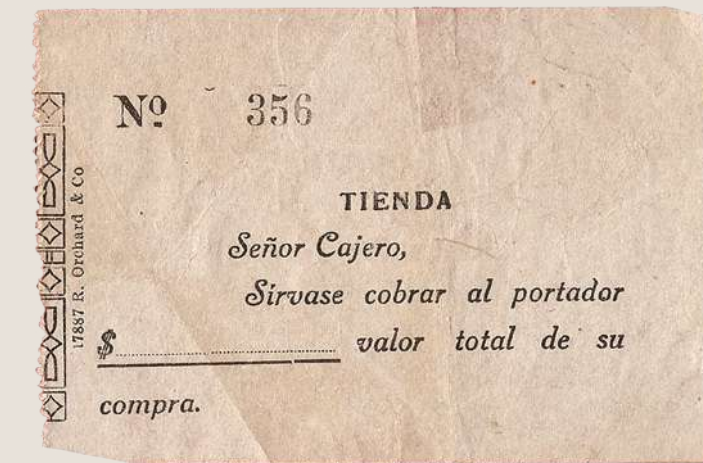 Nº 356
TIENDA
Señor Cajero,
Sírvase cobrar al portador
$ valor total de su
compra.
17887 R. Orchard & Co